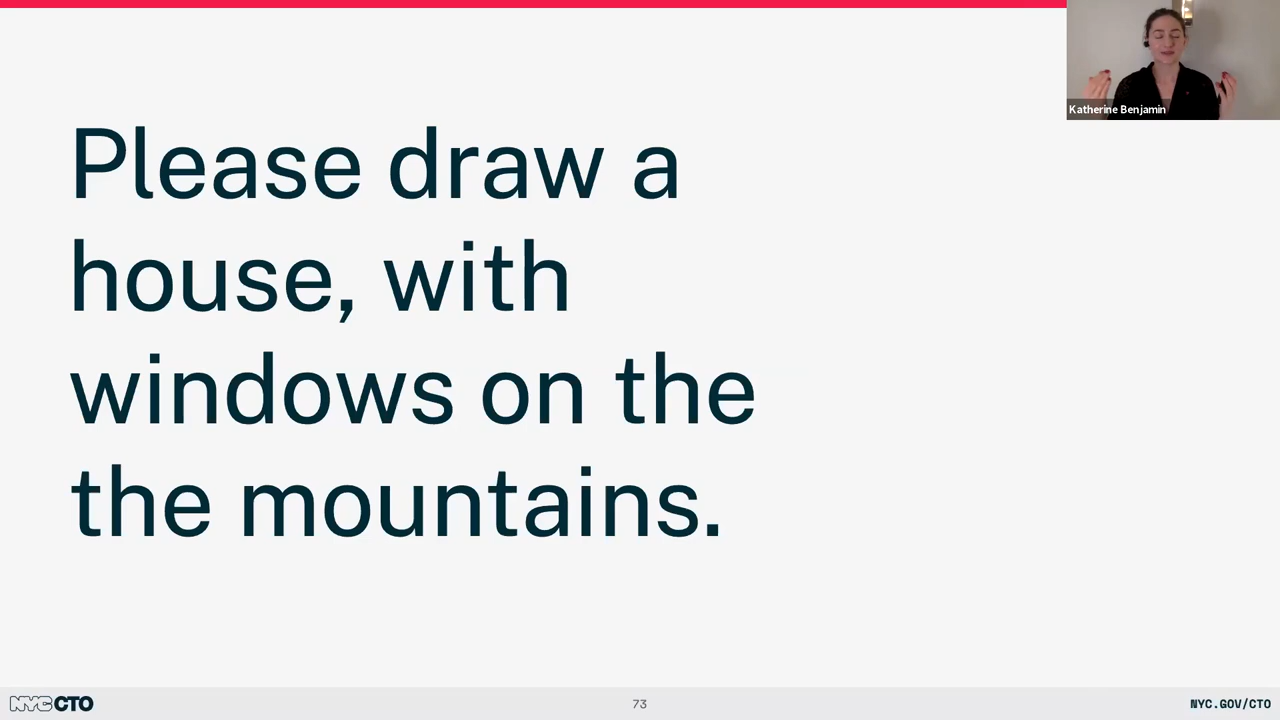 Katherine Benjamin
Please draw a
house, with
windows on the
the mountains.
NYC CTO
73
NYC.GOV/CTO